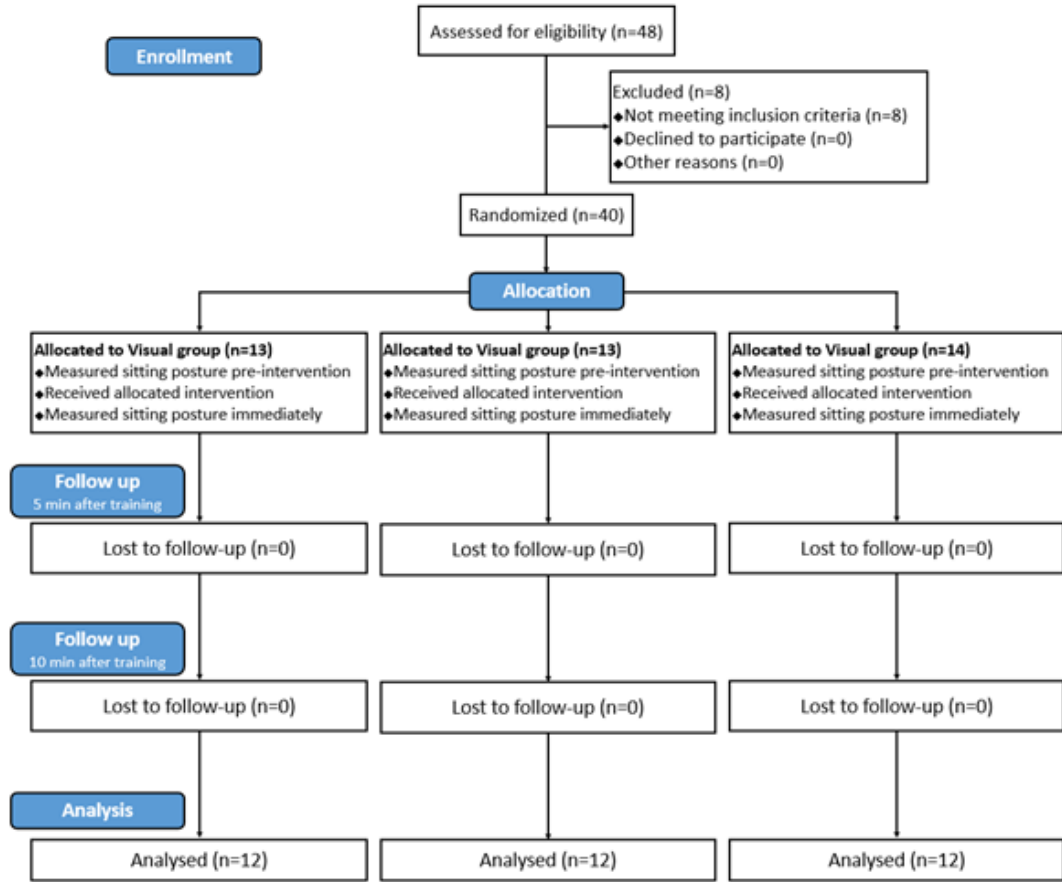 Assessed for eligibility (n=48)
Enrollment
Excluded (n=8)
◆Not meeting inclusion criteria (n=8)
◆Declined to participate (n=0)
◆Other reasons (n=0)
Randomized (n=40)
Allocation
Allocated to Visual group (n=13)
◆Measured sitting posture pre-intervention
◆Received allocated intervention
◆Measured sitting posture immediately
Allocated to Visual group (n=13)
◆Measured sitting posture pre-intervention
◆Received allocated intervention
◆Measured sitting posture immediately
Allocated to Visual group (n=14)
◆Measured sitting posture pre-intervention
◆Received allocated intervention
◆Measured sitting posture immediately
Follow up
5 min after training
Lost to follow-up (n=0)
Lost to follow-up (n=0)
Lost to follow-up (n=0)
Follow up
10 min after training
Lost to follow-up (n=0)
Lost to follow-up (n=0)
Lost to follow-up (n=0)
Analysis
Analysed (n=12)
Analysed (n=12)
Analysed (n=12)